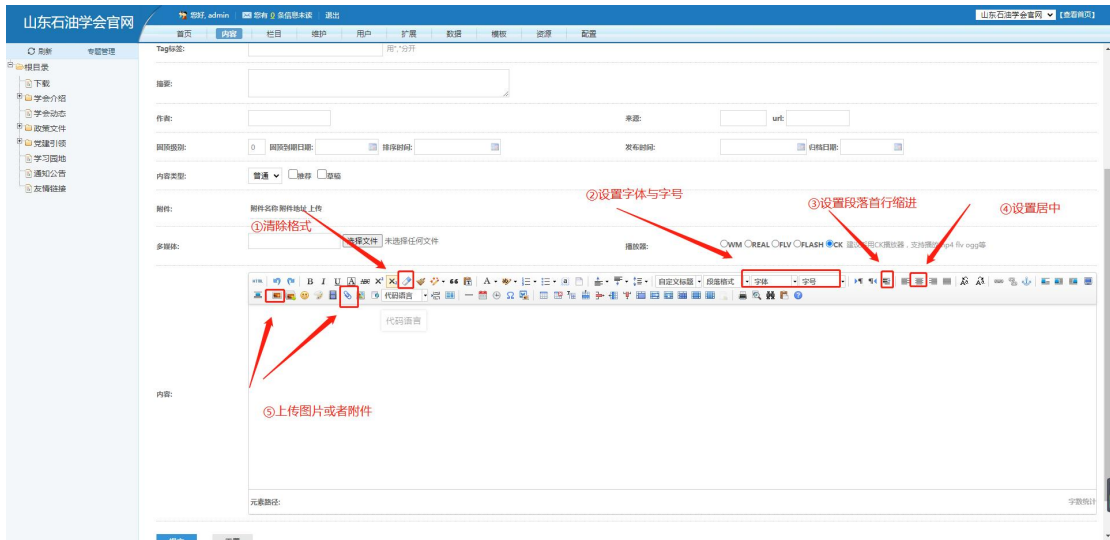 山东石油学会官网
您好, admin 您有 0 条信息未读 退出
山东石油学会官网 【查看首页】
首页 内容 栏目 维护 用户 扩展 数据 模板 资源 配置
刷新 专题管理
根目录
下载
学会介绍
学会动态
政策文件
党建引领
学习园地
通知公告
友情链接
Tag标签: 用","分开
摘要:
作者: 来源: url:
固顶级别: 0 固顶到期日期: 排序时间: 发布时间: 归档日期:
内容类型: 普通 推荐 草稿
②设置字体与字号
③设置段落首行缩进
④设置居中
附件: 附件名称 附件地址 上传
①清除格式
多媒体: 选择文件 未选择任何文件 播放器: WM REAL FLV FLASH CK
自定义标题 段落格式 字体 字号
代码语言
代码语言
内容:
⑤上传图片或者附件
元素路径: 字数统计